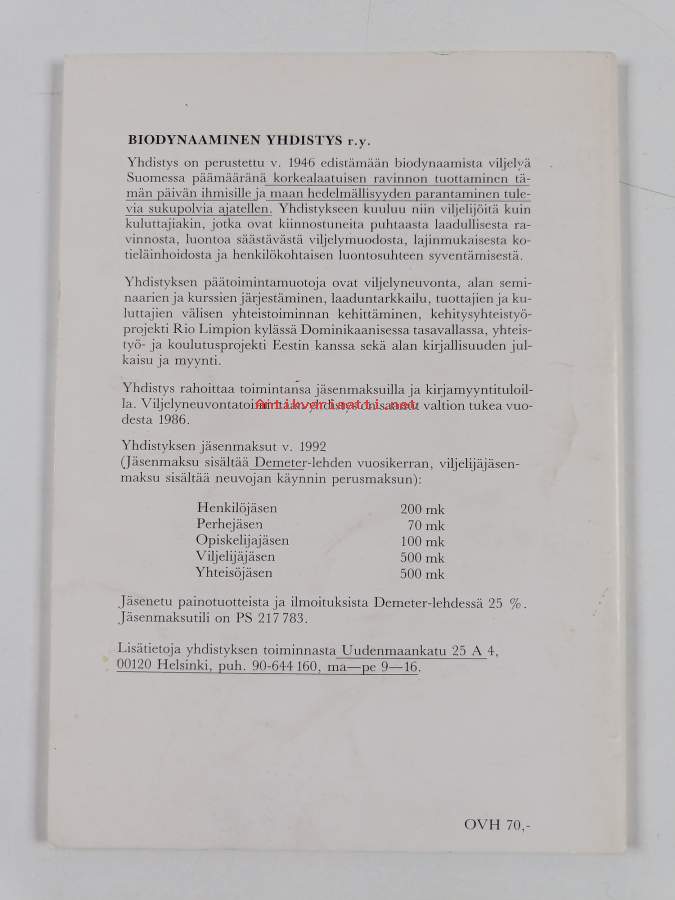 BIODYNAAMINEN YHDISTYS r.y.
Yhdistys on perustettu v. 1946 edistämään biodynaamista viljelyä
Suomessa päämääränä korkealaatuisen ravinnon tuottaminen tä-
män päivän ihmisille ja maan hedelmällisyyden parantaminen tule-
via sukupolvia ajatellen. Yhdistykseen kuuluu niin viljelijöitä kuin
kuluttajiakin, jotka ovat kiinnostuneita puhtaasta laadullisesta ra-
vinnosta, luontoa säästävästä viljelymuodosta, lajinmukaisesta ko-
tieläinhoidosta ja henkilökohtaisen luontosuhteen syventämisestä.
Yhdistyksen päätoimintamuotoja ovat viljelyneuvonta, alan semi-
naarien ja kurssien järjestäminen, laaduntarkkailu, tuottajien ja ku-
luttajien välisen yhteistoiminnan kehittäminen, kehitysyhteistyö-
projekti Rio Limpion kylässä Dominikaanisessa tasavallassa, yhteis-
työ- ja koulutusprojekti Eestin kanssa sekä alan kirjallisuuden jul-
kaisu ja myynti.
Yhdistys rahoittaa toimintansa jäsenmaksuilla ja kirjamyyntituloil-
la. Viljelyneuvontatoimintaan yhdistys on saanut valtion tukea vuo-
desta 1986.
Antikvariaatti.net
Yhdistyksen jäsenmaksut v. 1992
(Jäsenmaksu sisältää Demeter-lehden vuosikerran, viljelijäjäsen-
maksu sisältää neuvojan käynnin perusmaksun):
Henkilöjäsen 200 mk
Perhejäsen 70 mk
Opiskelijajäsen 100 mk
Viljelijäjäsen 500 mk
Yhteisöjäsen 500 mk
Jäsenetu painotuotteista ja ilmoituksista Demeter-lehdessä 25 %.
Jäsenmaksutili on PS 217 783.
Lisätietoja yhdistyksen toiminnasta Uudenmaankatu 25 A 4,
00120 Helsinki, puh. 90-644 160, ma—pe 9—16.
OVH 70,-